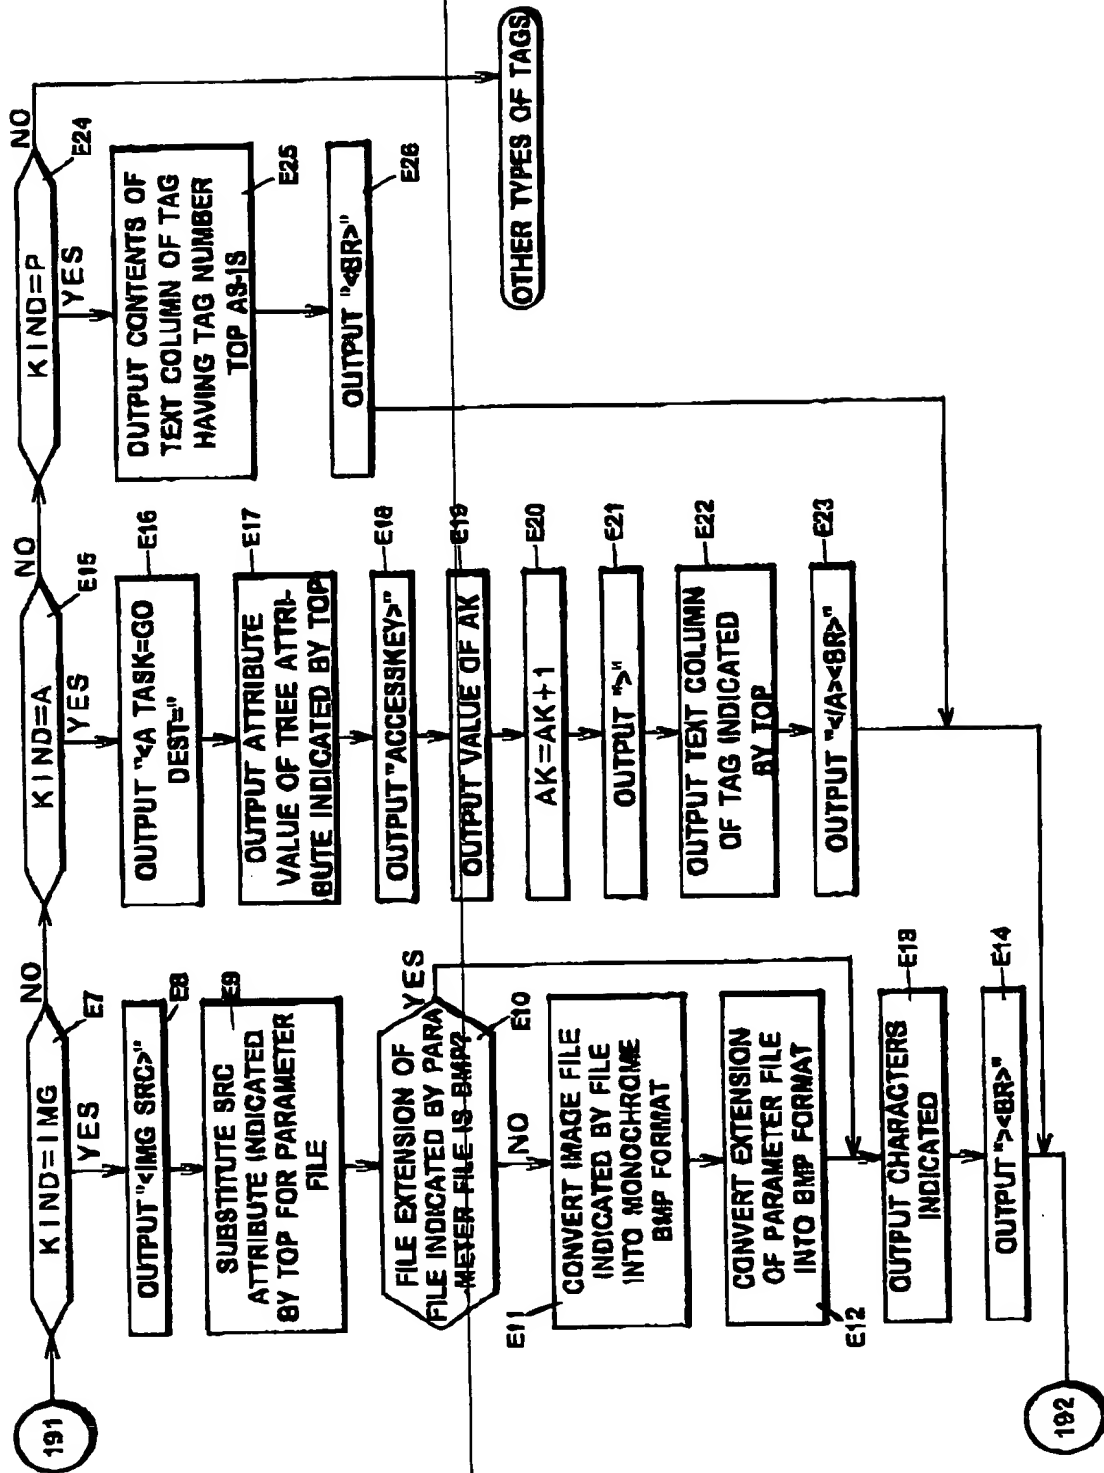 191
KIND=IMG
E7
NO
YES
OUTPUT "<IMG SRC>"
E8
SUBSTITUTE SRC
ATTRIBUTE INDICATED
BY TOP FOR PARAMETER
FILE
E9
FILE EXTENSION OF
FILE INDICATED BY PARA
METER FILE IS BMP?
E10
YES
NO
CONVERT IMAGE FILE
INDICATED BY FILE
INTO MONOCHROME
BMP FORMAT
E11
CONVERT EXTENSION
OF PARAMETER FILE
INTO BMP FORMAT
E12
OUTPUT CHARACTERS
INDICATED
E13
OUTPUT "><BR>"
E14
192
KIND=A
E15
NO
YES
OUTPUT "<A TASK=GO
DEST="
E16
OUTPUT ATTRIBUTE
VALUE OF TREE ATTRI-
BUTE INDICATED BY TOP
E17
OUTPUT "ACCESSKEY>"
E18
OUTPUT VALUE OF AK
E19
AK=AK+1
E20
OUTPUT ">"
E21
OUTPUT TEXT COLUMN
OF TAG INDICATED
BY TOP
E22
OUTPUT "</A><BR>"
E23
KIND=P
E24
NO
YES
OUTPUT CONTENTS OF
TEXT COLUMN OF TAG
HAVING TAG NUMBER
TOP AS-IS
E25
OUTPUT "<BR>"
E26
OTHER TYPES OF TAGS